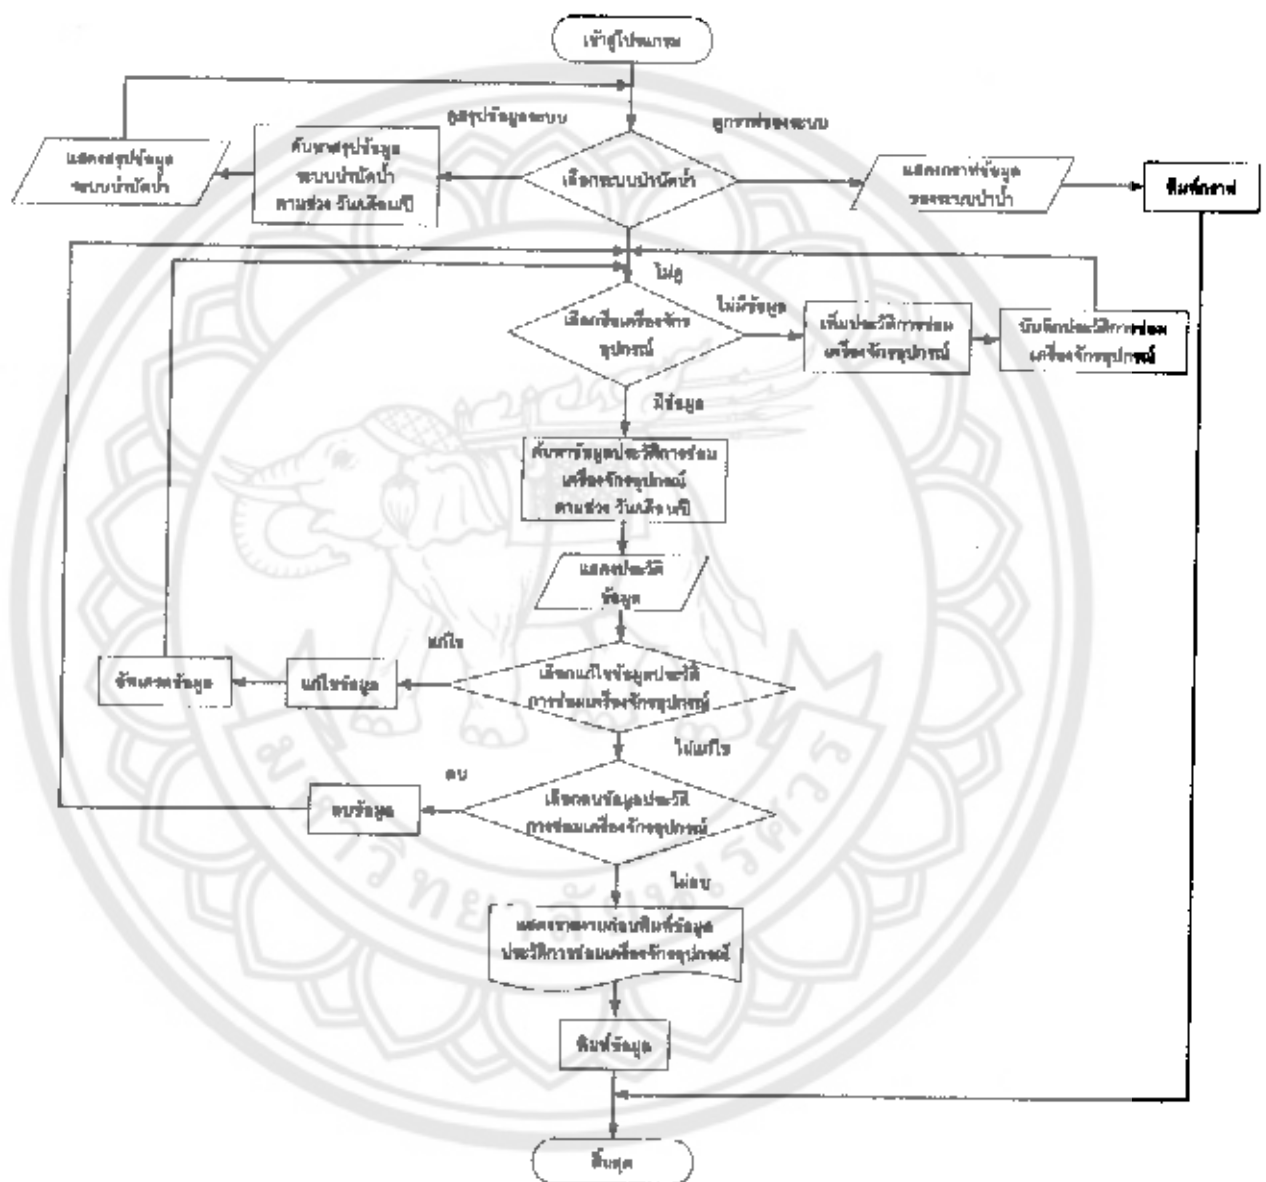 เข้าสู่โปรแกรม
ดูสรุปข้อมูลระบบ
ดูกราฟของระบบ
แสดงสรุปข้อมูล
ระบบบำบัดน้ำ
ค้นหาสรุปข้อมูล
ระบบบำบัดน้ำ
ตามช่วง วัน/เดือน/ปี
เลือกระบบบำบัดน้ำ
แสดงกราฟข้อมูล
พิมพ์กราฟ
ไม่ดู
เลือกชื่อเครื่องจักร
อุปกรณ์
ไม่มีข้อมูล
เพิ่มประวัติการซ่อม
เครื่องจักรอุปกรณ์
บันทึกประวัติการซ่อม
เครื่องจักรอุปกรณ์
มีข้อมูล
ค้นหาข้อมูลประวัติการซ่อม
เครื่องจักรอุปกรณ์
ตามช่วง วัน/เดือน/ปี
แสดงประวัติ
ข้อมูล
แก้ไข
อัพเดรตข้อมูล
แก้ไขข้อมูล
เลือกแก้ไขข้อมูลประวัติ
การซ่อมเครื่องจักรอุปกรณ์
ไม่แก้ไข
ลบ
ลบข้อมูล
เลือกลบข้อมูลประวัติ
การซ่อมเครื่องจักรอุปกรณ์
ไม่ลบ
แสดงรายงานก่อนพิมพ์ข้อมูล
ประวัติการซ่อมเครื่องจักรอุปกรณ์
พิมพ์ข้อมูล
สิ้นสุด
มหาวิทยาลัยนเรศวร